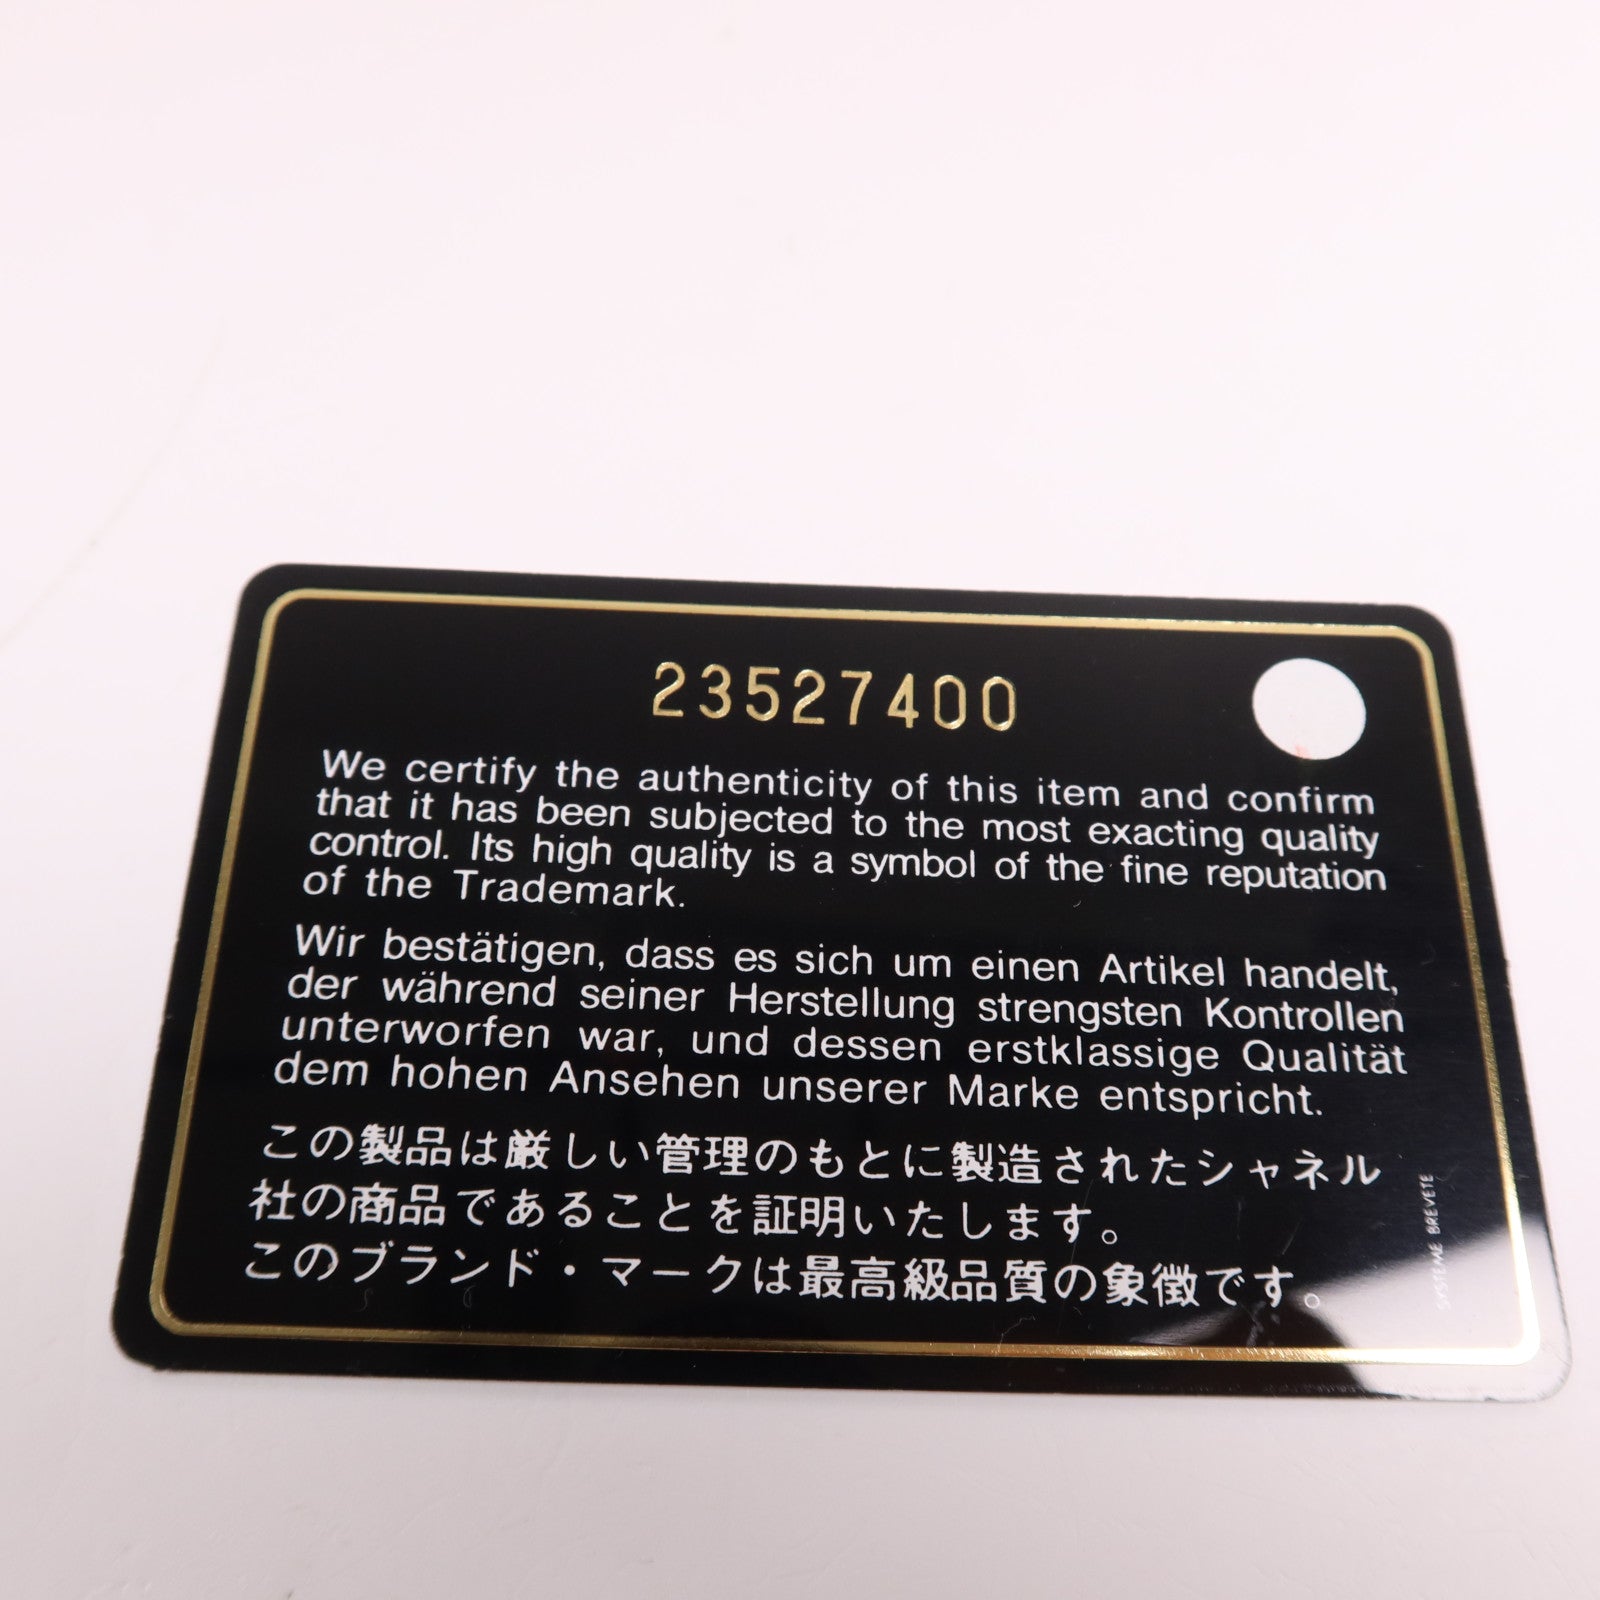 23527400
We certify the authenticity of this item and confirm
that it has been subjected to the most exacting quality
control. Its high quality is a symbol of the fine reputation
of the Trademark.
Wir bestätigen, dass es sich um einen Artikel handelt,
der während seiner Herstellung strengsten Kontrollen
unterworfen war, und dessen erstklassige Qualität
dem hohen Ansehen unserer Marke entspricht.
この製品は厳しい管理のもとに製造されたシャネル
社の商品であることを証明いたします。
このブランド・マークは最高級品質の象徴です。
SYSTEME BREVETE